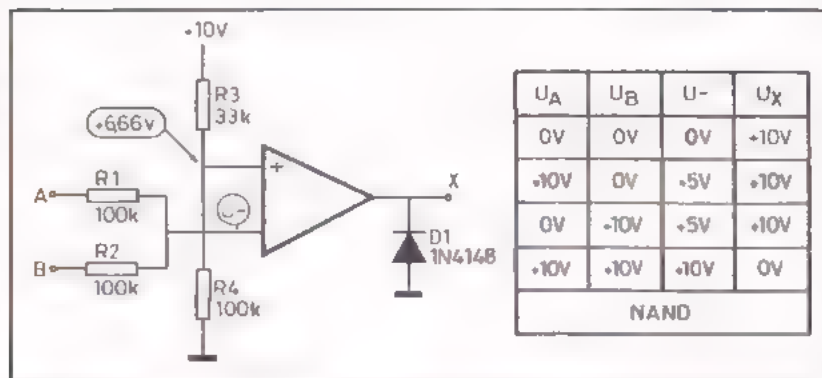 +10V
R3
33k
+6,66V
+
A
R1
100k
U-
X
B
R2
100k
D1
1N4148
R4
100k
UA UB U- UX
0V 0V 0V +10V
+10V 0V +5V +10V
0V +10V +5V +10V
+10V +10V +10V 0V
NAND